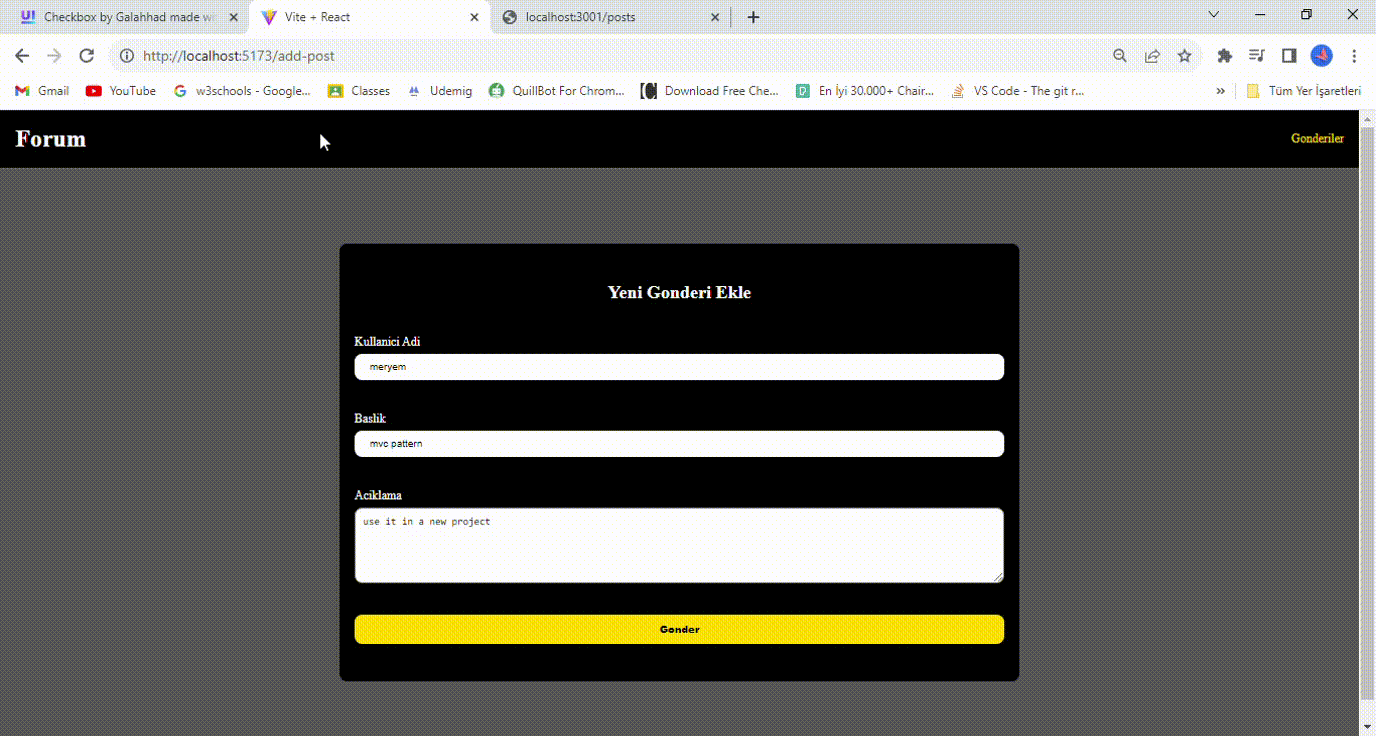 Checkbox by Galahhad made wi
Vite + React
localhost:3001/posts
http://localhost:5173/add-post
Gmail
YouTube
w3schools - Google...
Classes
Udemig
QuillBot For Chrom...
Download Free Che...
En İyi 30.000+ Chair...
VS Code - The git r...
»
Tüm Yer İşaretleri
Forum
Gonderiler
Yeni Gonderi Ekle
Kullanici Adi
meryem
Baslik
mvc pattern
Aciklama
use it in a new project
Gonder